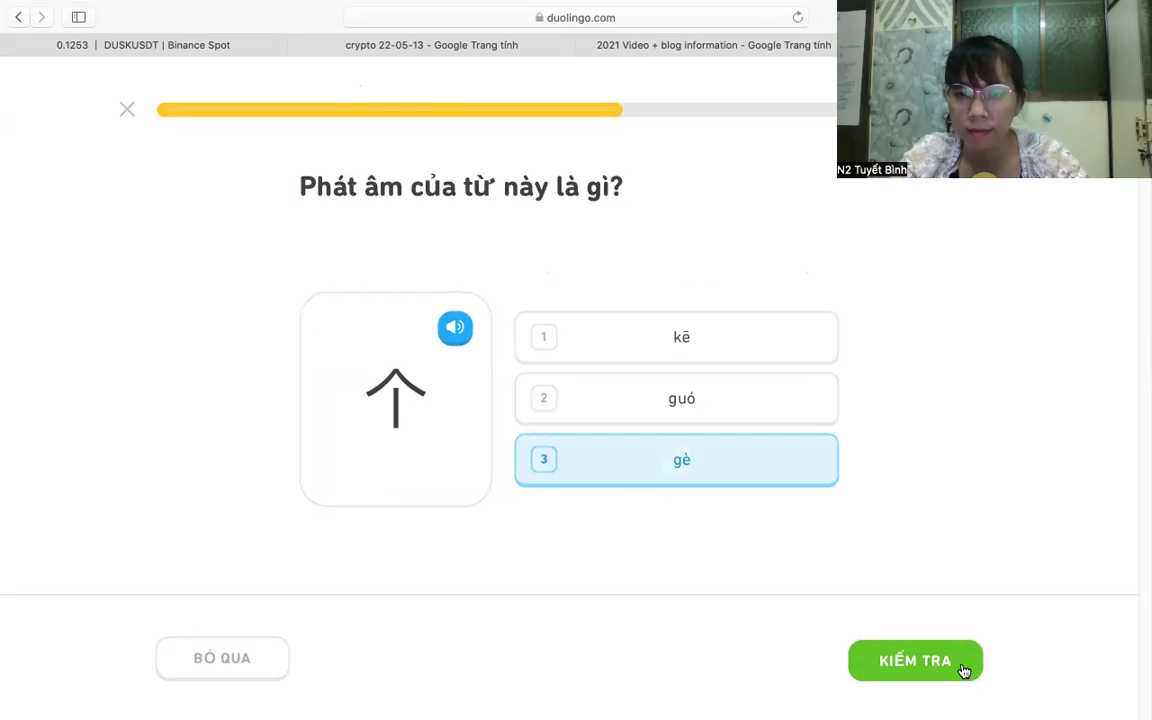 duolingo.com
0.1253 | DUSKUSDT | Binance Spot
crypto 22-05-13 - Google Trang tính
2021 Video + blog information - Google Trang tính
N2 Tuyết Bình
Phát âm của từ này là gì?
个
1 kē
2 guó
3 gè
BỎ QUA
KIỂM TRA